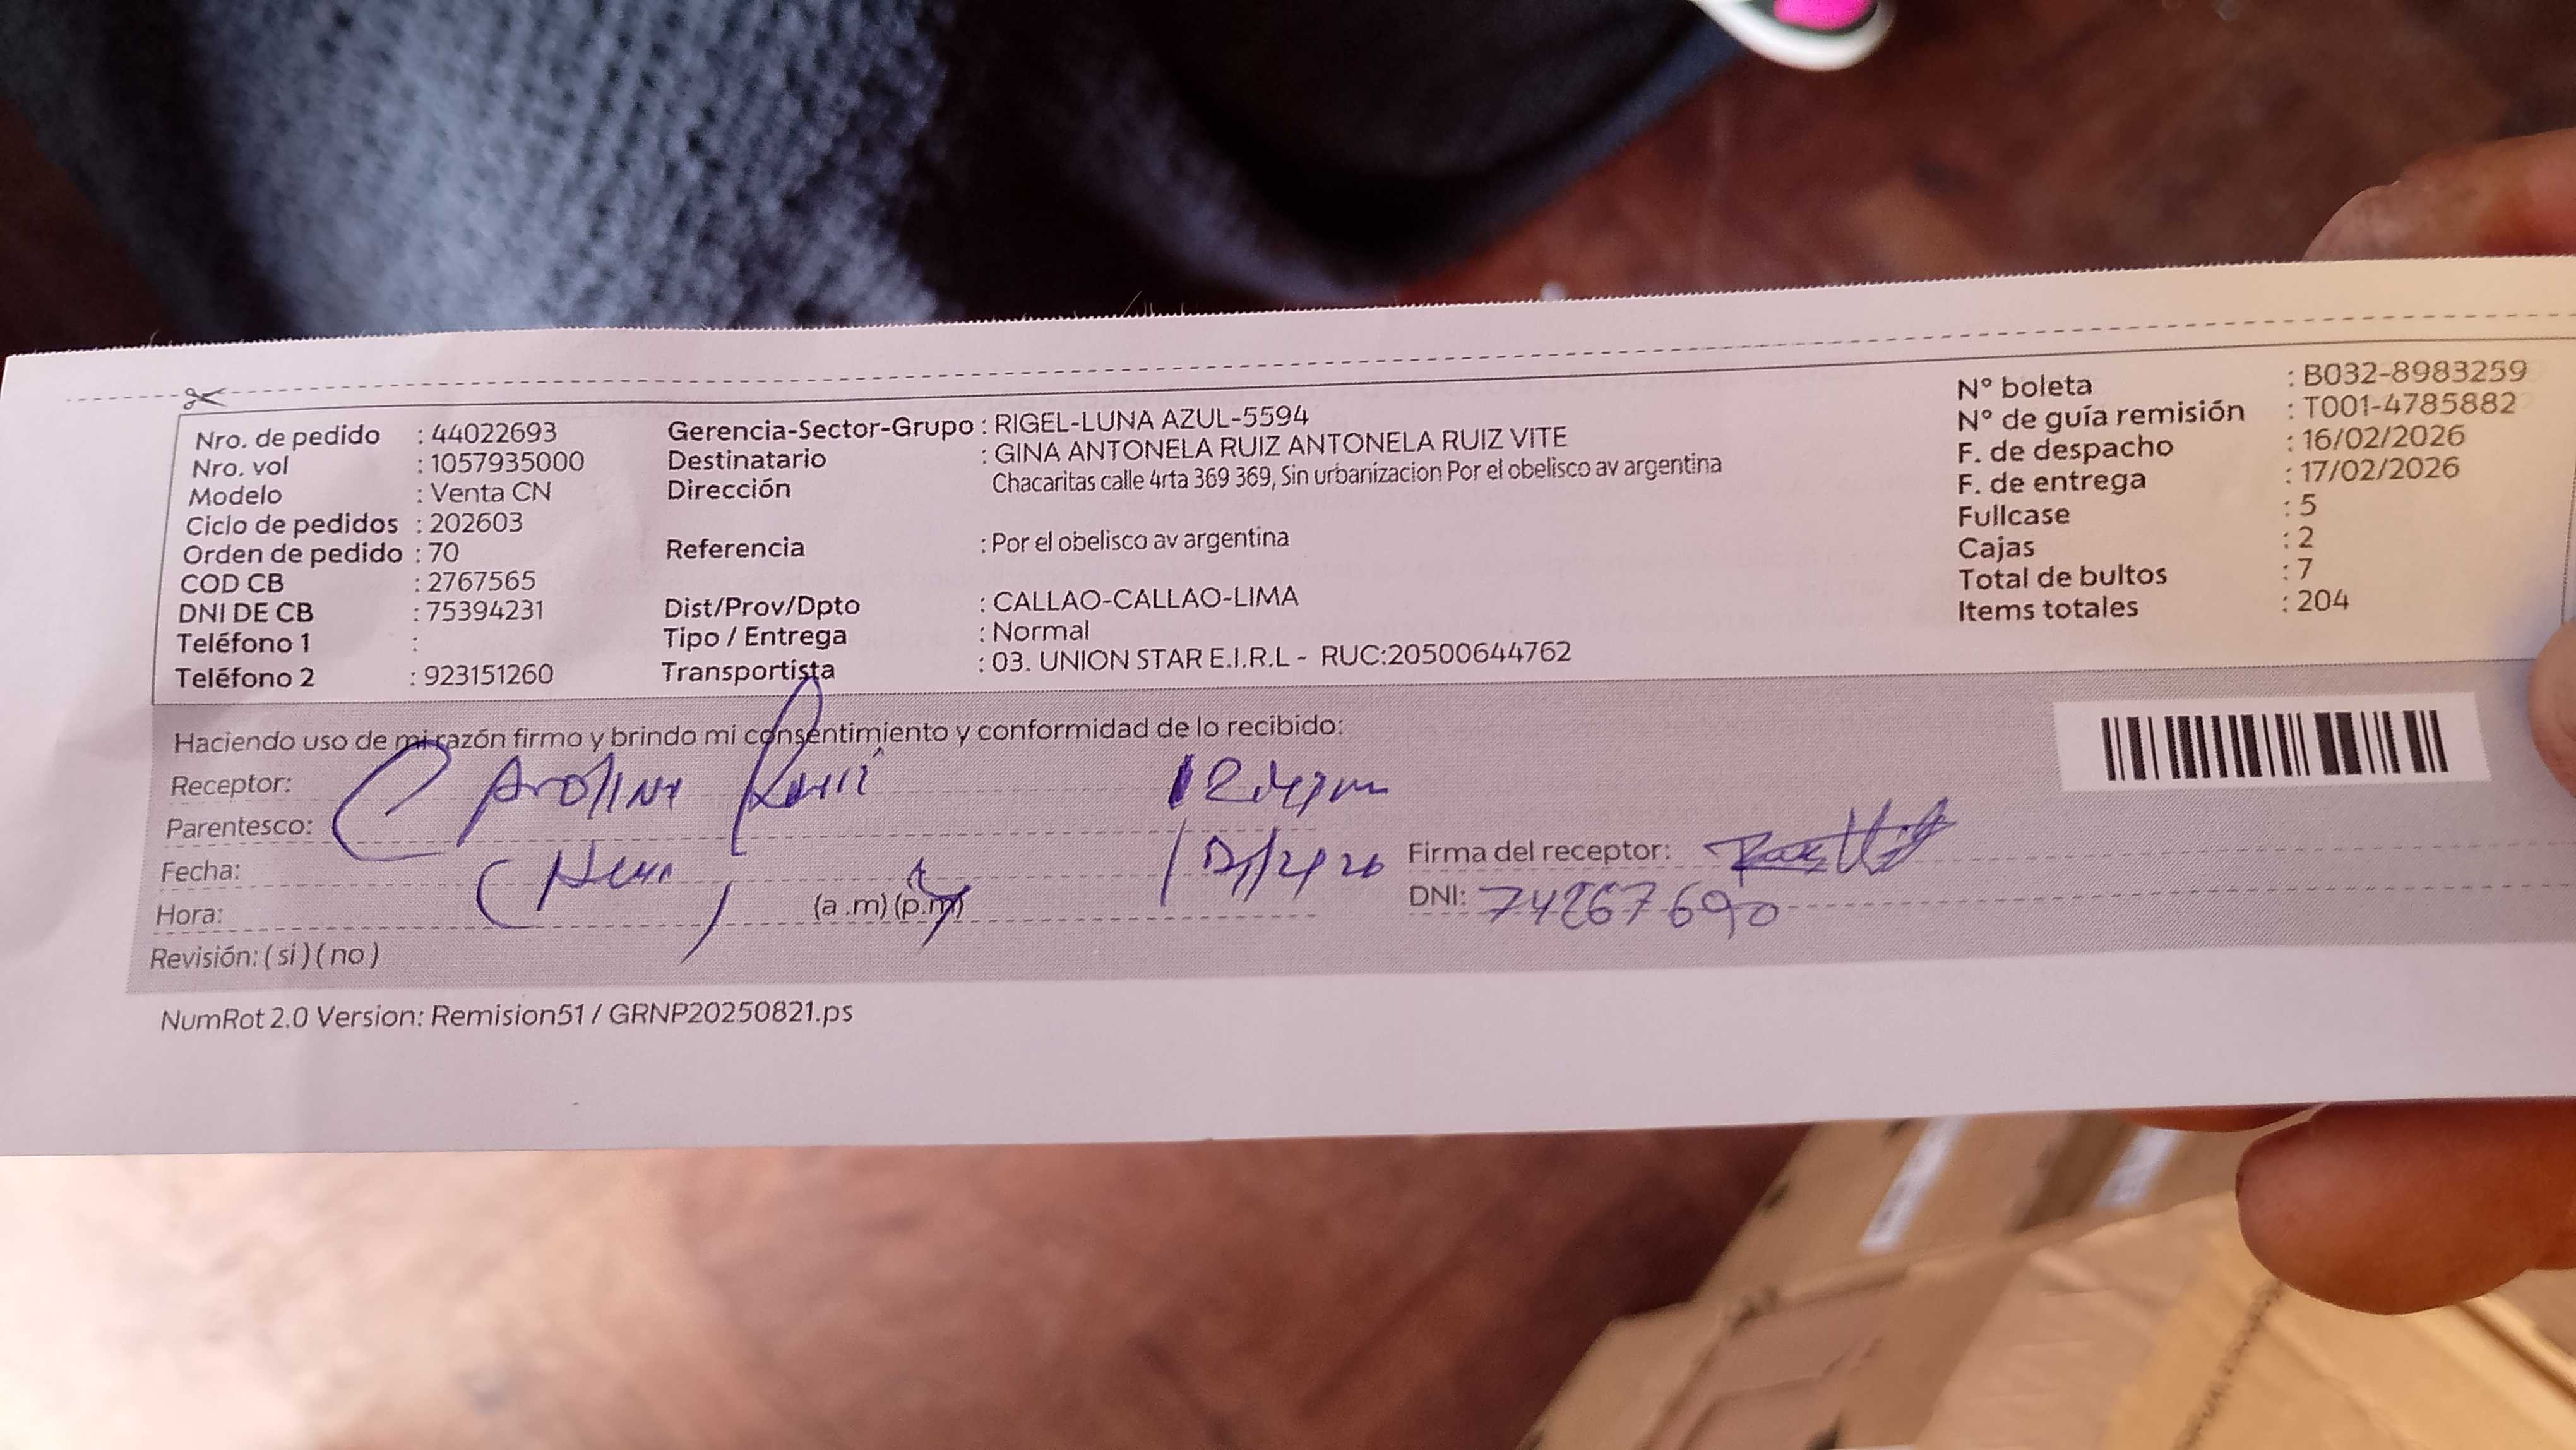 Nro. de pedido : 44022693
Nro. vol : 1057935000
Modelo : Venta CN
Ciclo de pedidos : 202603
Orden de pedido : 70
COD CB : 2767565
DNI DE CB : 75394231
Teléfono 1 :
Teléfono 2 : 923151260
Gerencia-Sector-Grupo : RIGEL-LUNA AZUL-5594
Destinatario : GINA ANTONELA RUIZ ANTONELA RUIZ VITE
Dirección Chacaritas calle 4rta 369 369, Sin urbanizacion Por el obelisco av argentina
Referencia : Por el obelisco av argentina
Dist/Prov/Dpto : CALLAO-CALLAO-LIMA
Tipo / Entrega : Normal
Transportista : 03. UNION STAR E.I.R.L - RUC:20500644762
N° boleta : B032-8983259
N° de guía remisión : T001-4785882
F. de despacho : 16/02/2026
F. de entrega : 17/02/2026
Fullcase : 5
Cajas : 2
Total de bultos : 7
Items totales : 204
Haciendo uso de mi razón firmo y brindo mi consentimiento y conformidad de lo recibido:
Receptor: Carolina
Parentesco:
Fecha:
Hora: (a .m) (p.m)
Revisión: ( si ) ( no )
Firma del receptor:
DNI:
NumRot 2.0 Version: Remision51 / GRNP20250821.ps